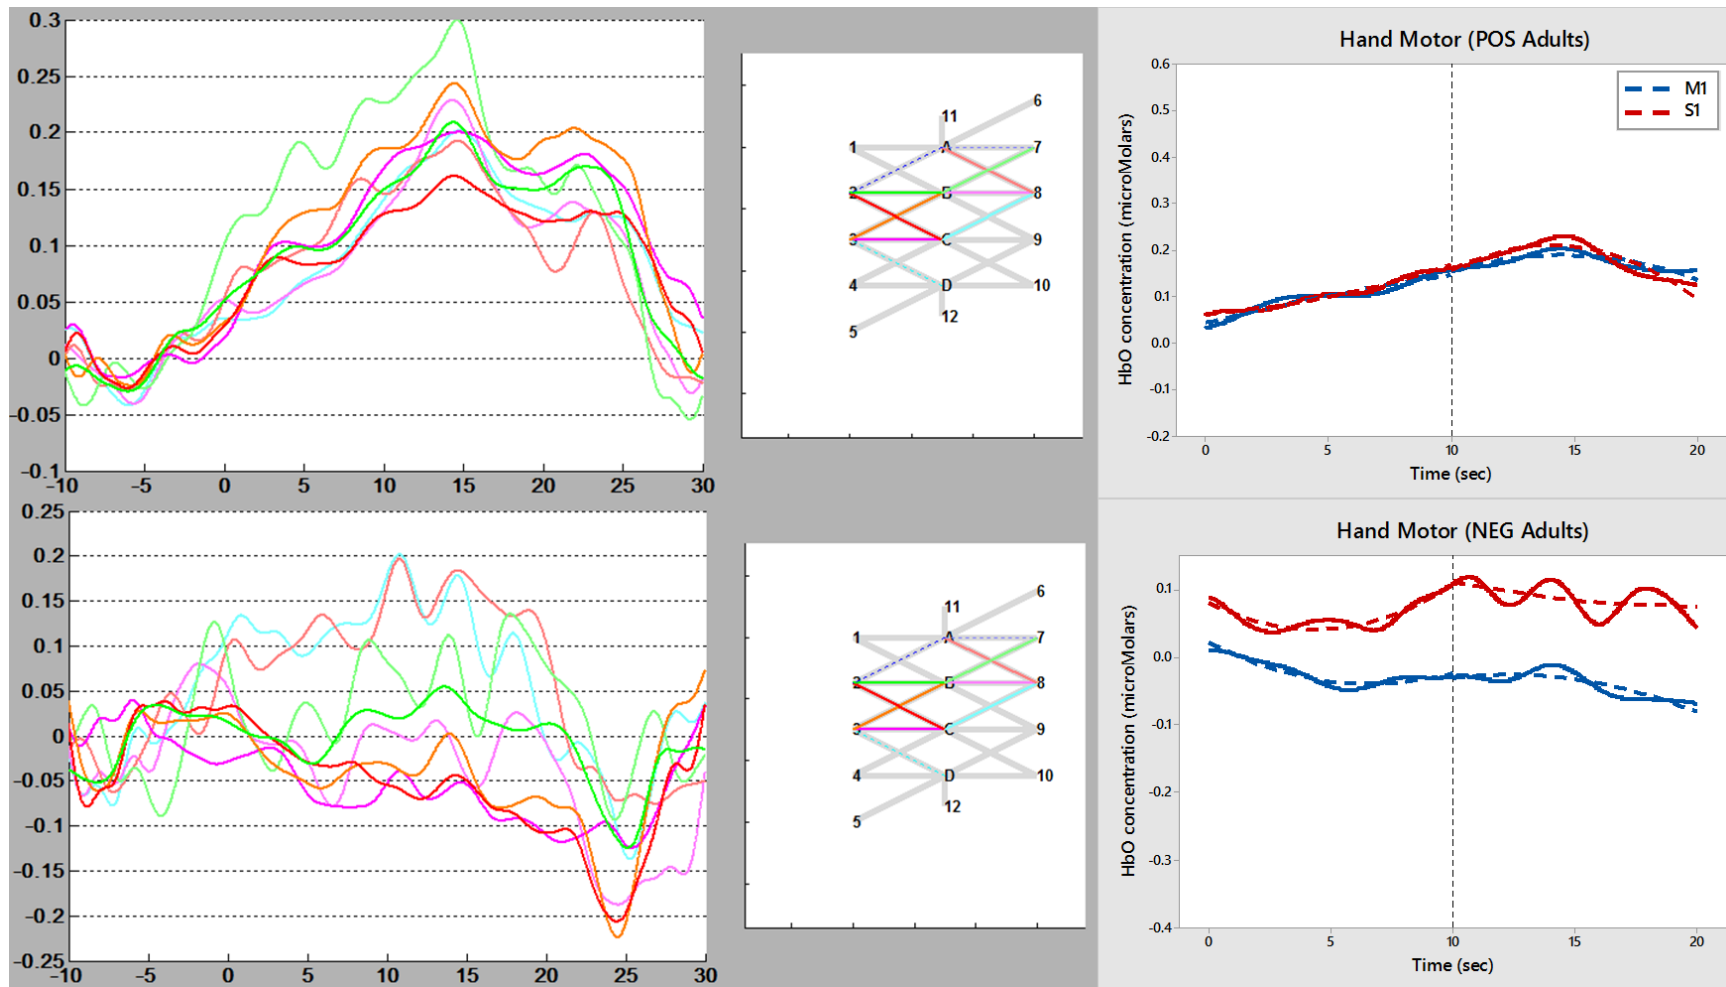 0.3
0.25
0.2
0.15
0.1
0.05
0
-0.05
-0.1
-10 -5 0 5 10 15 20 25 30
11 6
1 A 7
2 B 8
3 C 9
4 D 10
5 12
Hand Motor (POS Adults)
M1
S1
HbO concentration (microMolars)
0.6
0.5
0.4
0.3
0.2
0.1
0.0
-0.1
-0.2
0 5 10 15 20
Time (sec)
0.25
0.2
0.15
0.1
0.05
0
-0.05
-0.1
-0.15
-0.2
-0.25
-10 -5 0 5 10 15 20 25 30
11 6
1 A 7
2 B 8
3 C 9
4 D 10
5 12
Hand Motor (NEG Adults)
HbO concentration (microMolars)
0.1
0.0
-0.1
-0.2
-0.3
-0.4
0 5 10 15 20
Time (sec)